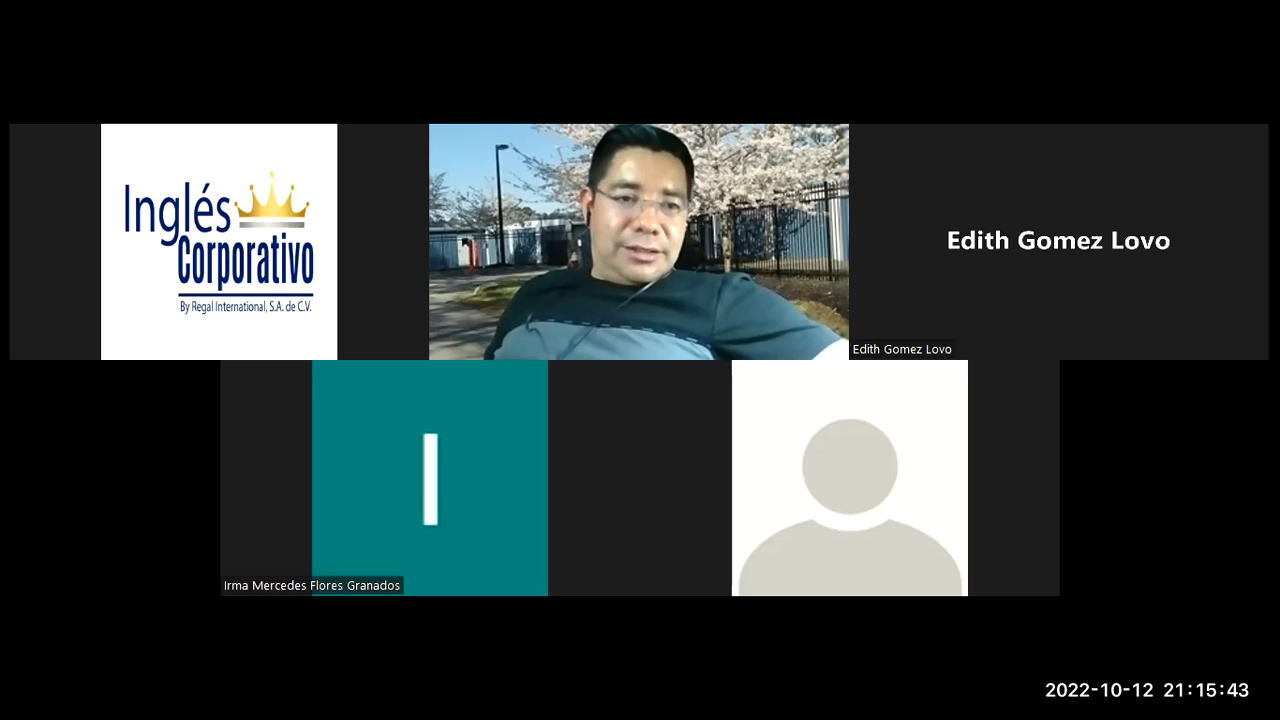 Inglés
Corporativo
By Regal International, S.A. de C.V.
Edith Gomez Lovo
Edith Gomez Lovo
I
Irma Mercedes Flores Granados
2022-10-12 21:15:43